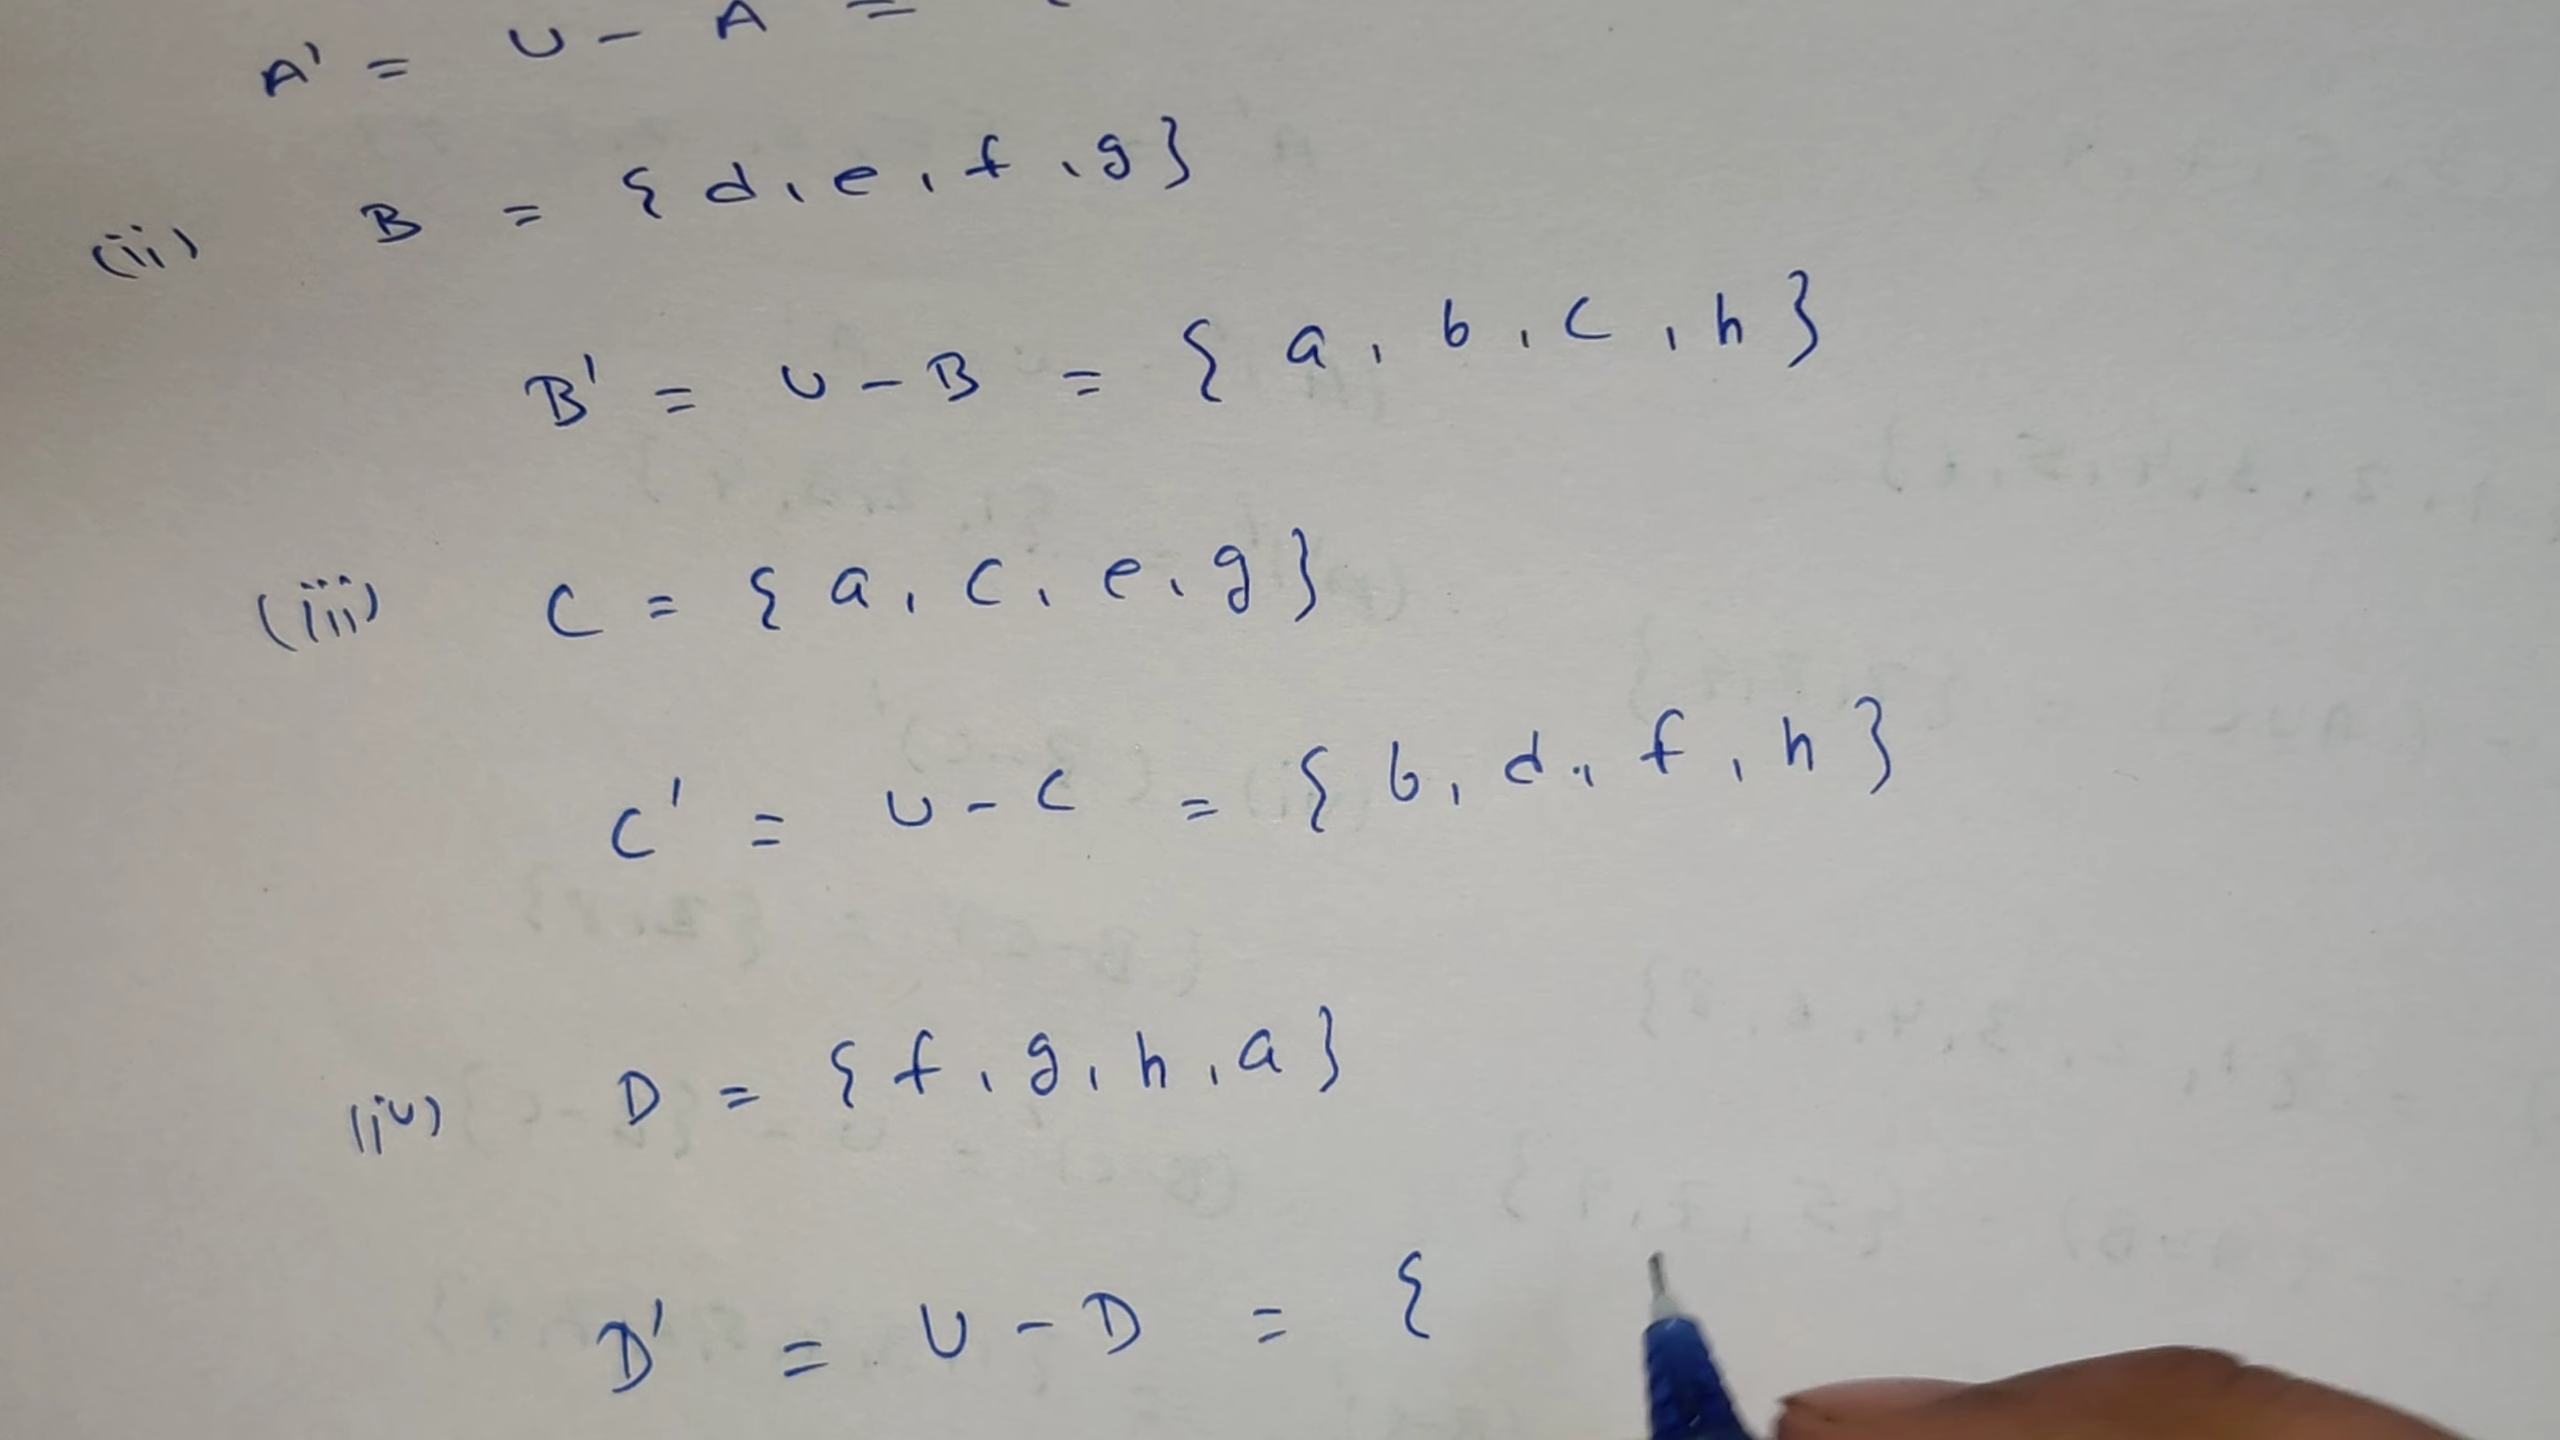 A' = U - A =
(ii) B = { d, e, f, g }
B' = U - B = { a, b, c, h }
(iii) C = { a, c, e, g }
C' = U - C = { b, d, f, h }
(iv) D = { f, g, h, a }
D' = U - D = {